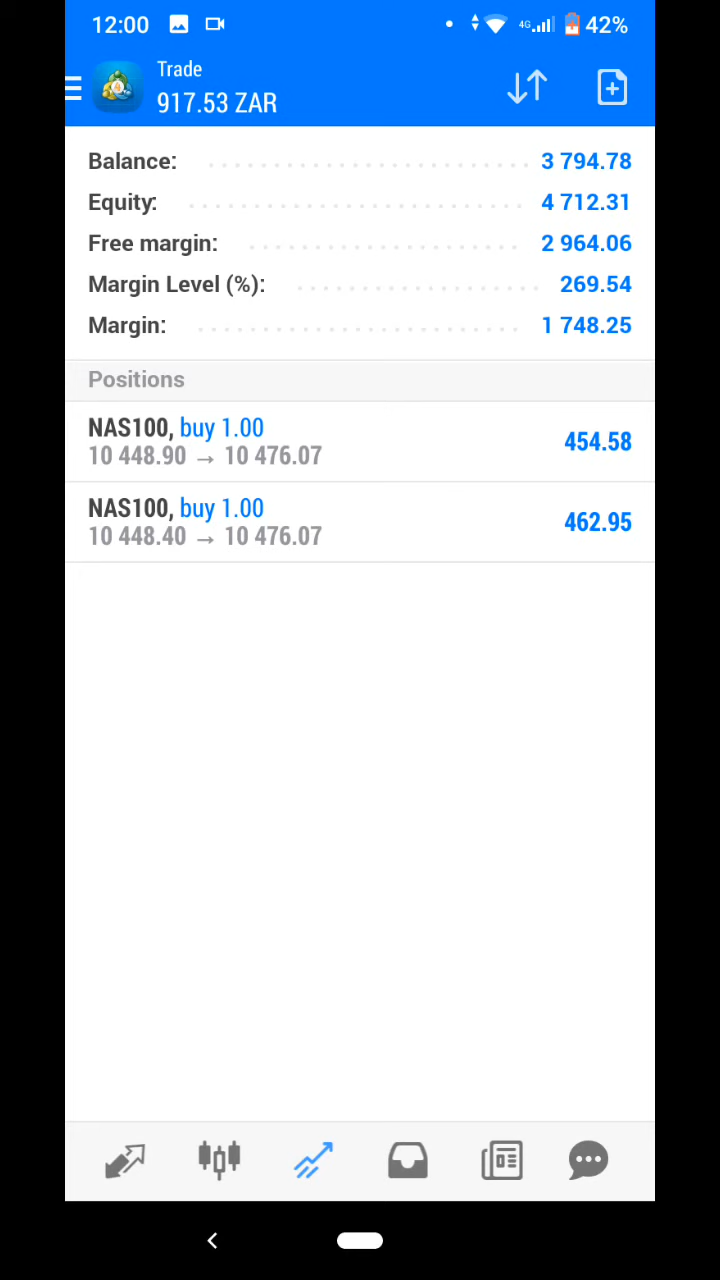 12:00 4G 42%
Trade
917.53 ZAR
Balance: 3 794.78
Equity: 4 712.31
Free margin: 2 964.06
Margin Level (%): 269.54
Margin: 1 748.25
Positions
NAS100, buy 1.00
10 448.90 → 10 476.07 454.58
NAS100, buy 1.00
10 448.40 → 10 476.07 462.95